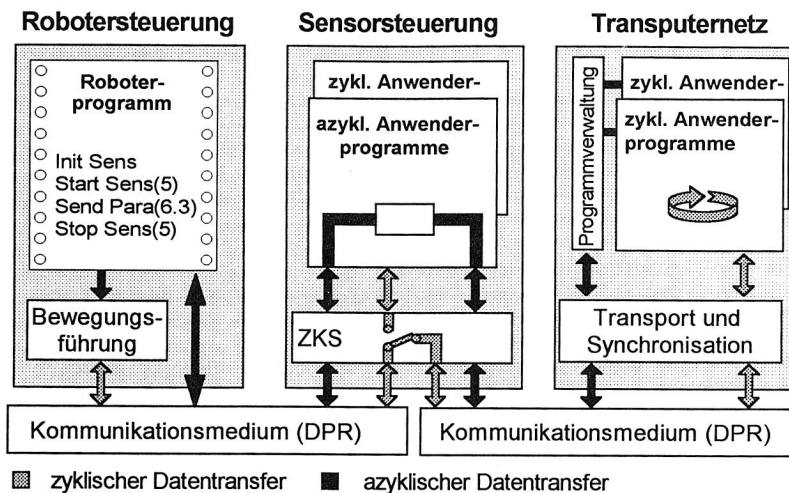 Robotersteuerung
Sensorsteuerung
Transputernetz
Roboter-
programm
Init Sens
Start Sens(5)
Send Para(6.3)
Stop Sens(5)
Bewegungs-
führung
zykl. Anwender-
azykl. Anwender-
programme
ZKS
Programmverwaltung
zykl. Anwender-
zykl. Anwender-
programme
Transport und
Synchronisation
Kommunikationsmedium (DPR)
Kommunikationsmedium (DPR)
zyklischer Datentransfer
azyklischer Datentransfer